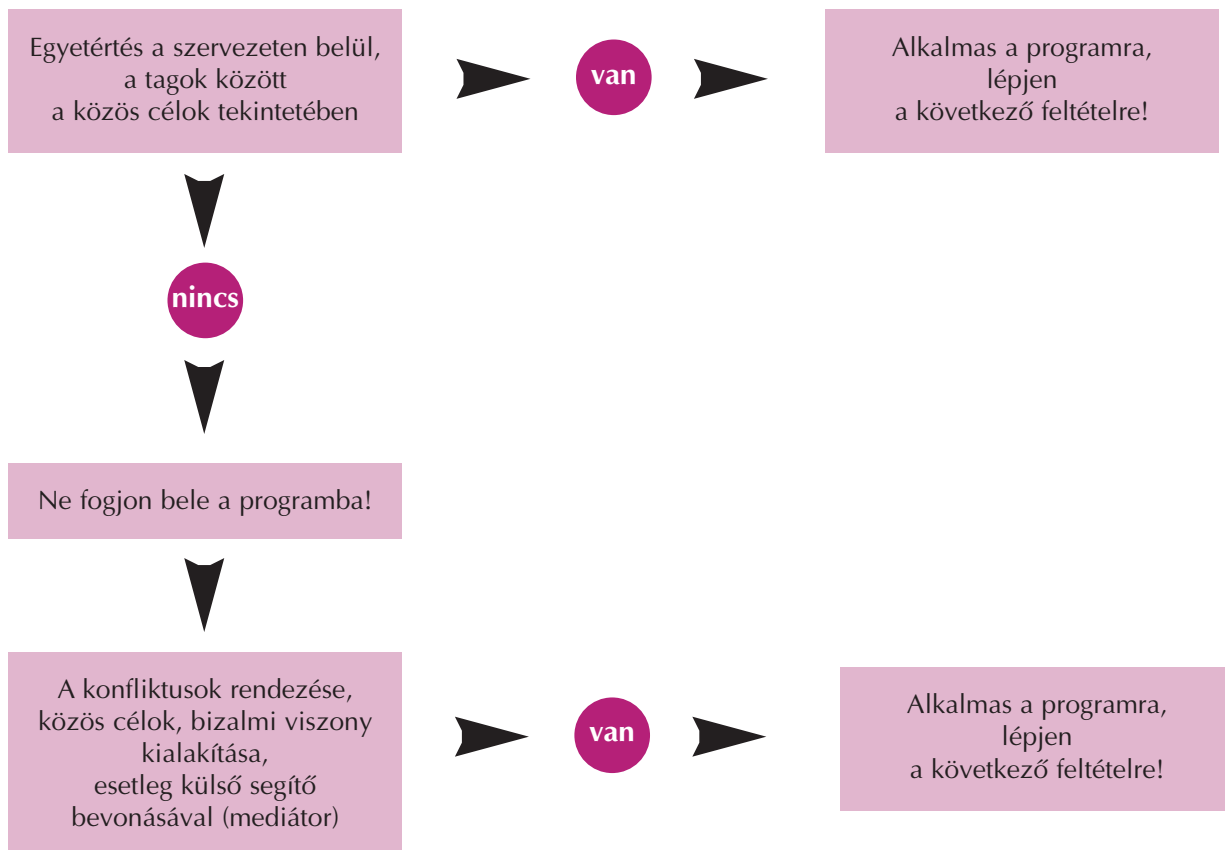 Egyetértés a szervezeten belül,
a tagok között
a közös célok tekintetében
van
Alkalmas a programra,
lépjen
a következő feltételre!
nincs
Ne fogjon bele a programba!
A konfliktusok rendezése,
közös célok, bizalmi viszony
kialakítása,
esetleg külső segítő
bevonásával (mediátor)
van
Alkalmas a programra,
lépjen
a következő feltételre!